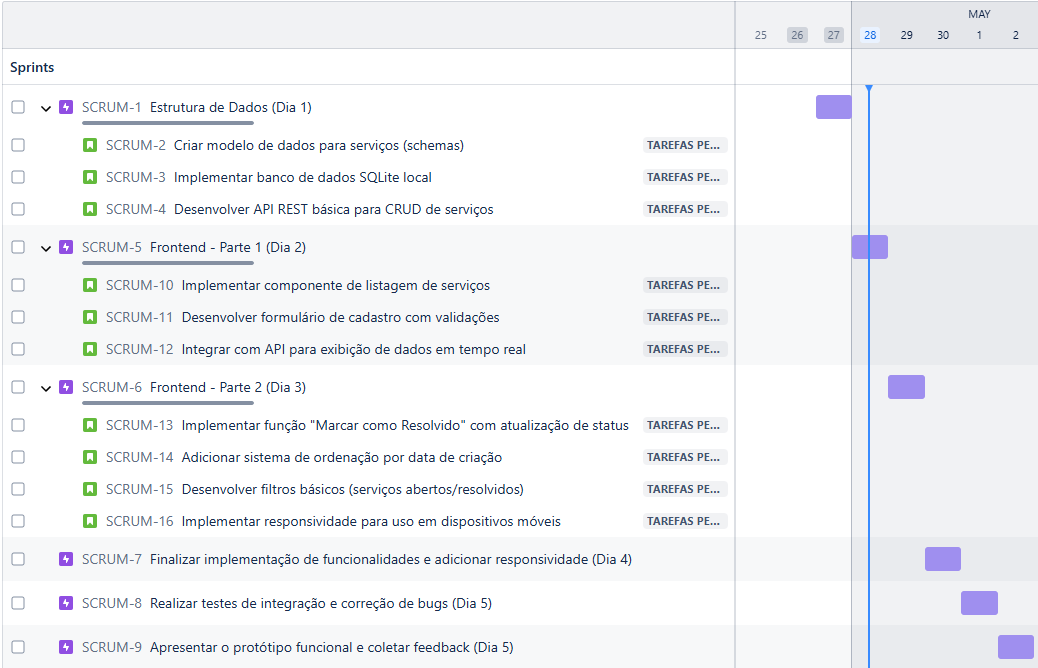 MAY
25 26 27 28 29 30 1 2
Sprints
SCRUM-1 Estrutura de Dados (Dia 1)
SCRUM-2 Criar modelo de dados para serviços (schemas) TAREFAS PE...
SCRUM-3 Implementar banco de dados SQLite local TAREFAS PE...
SCRUM-4 Desenvolver API REST básica para CRUD de serviços TAREFAS PE...
SCRUM-5 Frontend - Parte 1 (Dia 2)
SCRUM-10 Implementar componente de listagem de serviços TAREFAS PE...
SCRUM-11 Desenvolver formulário de cadastro com validações TAREFAS PE...
SCRUM-12 Integrar com API para exibição de dados em tempo real TAREFAS PE...
SCRUM-6 Frontend - Parte 2 (Dia 3)
SCRUM-13 Implementar função "Marcar como Resolvido" com atualização de status TAREFAS PE...
SCRUM-14 Adicionar sistema de ordenação por data de criação TAREFAS PE...
SCRUM-15 Desenvolver filtros básicos (serviços abertos/resolvidos) TAREFAS PE...
SCRUM-16 Implementar responsividade para uso em dispositivos móveis TAREFAS PE...
SCRUM-7 Finalizar implementação de funcionalidades e adicionar responsividade (Dia 4)
SCRUM-8 Realizar testes de integração e correção de bugs (Dia 5)
SCRUM-9 Apresentar o protótipo funcional e coletar feedback (Dia 5)